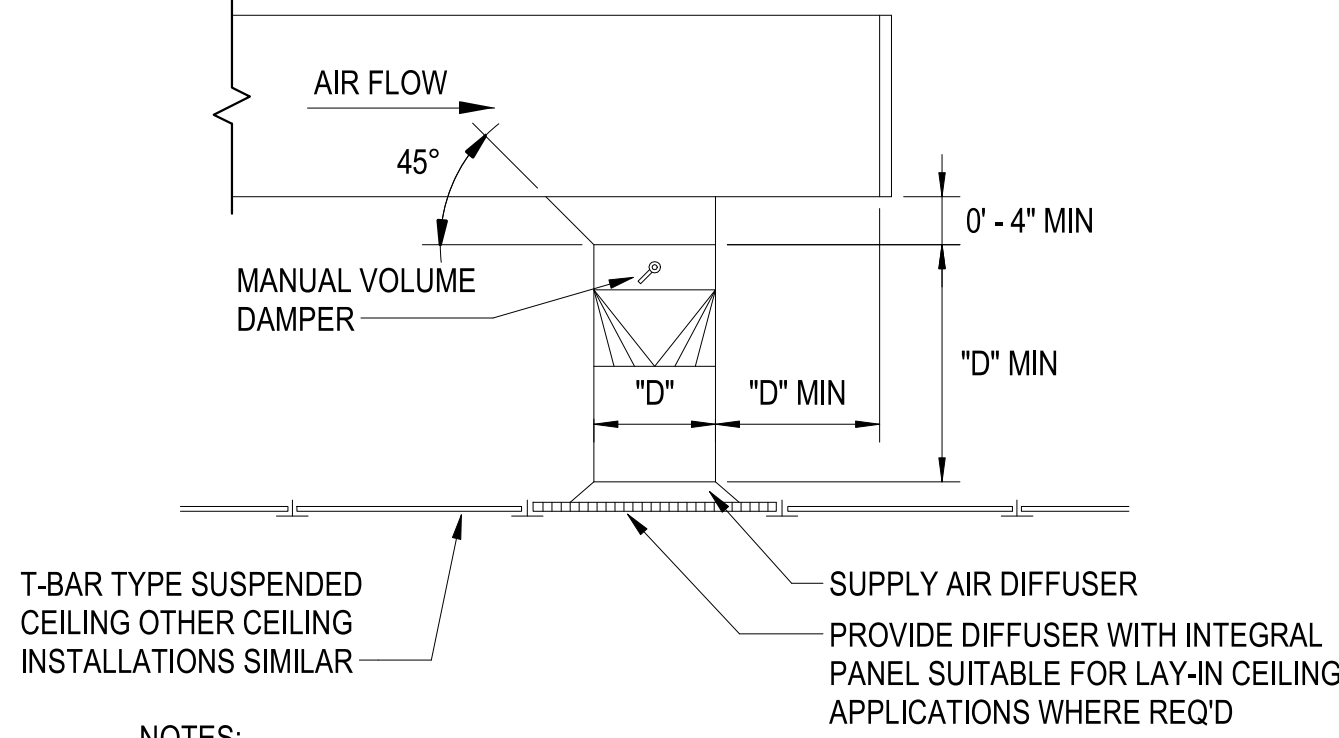 AIR FLOW
45°
0' - 4" MIN
MANUAL VOLUME
DAMPER
"D" MIN
"D"
"D" MIN
T-BAR TYPE SUSPENDED
CEILING OTHER CEILING
INSTALLATIONS SIMILAR
SUPPLY AIR DIFFUSER
PROVIDE DIFFUSER WITH INTEGRAL
PANEL SUITABLE FOR LAY-IN CEILING
APPLICATIONS WHERE REQ'D
NOTES: